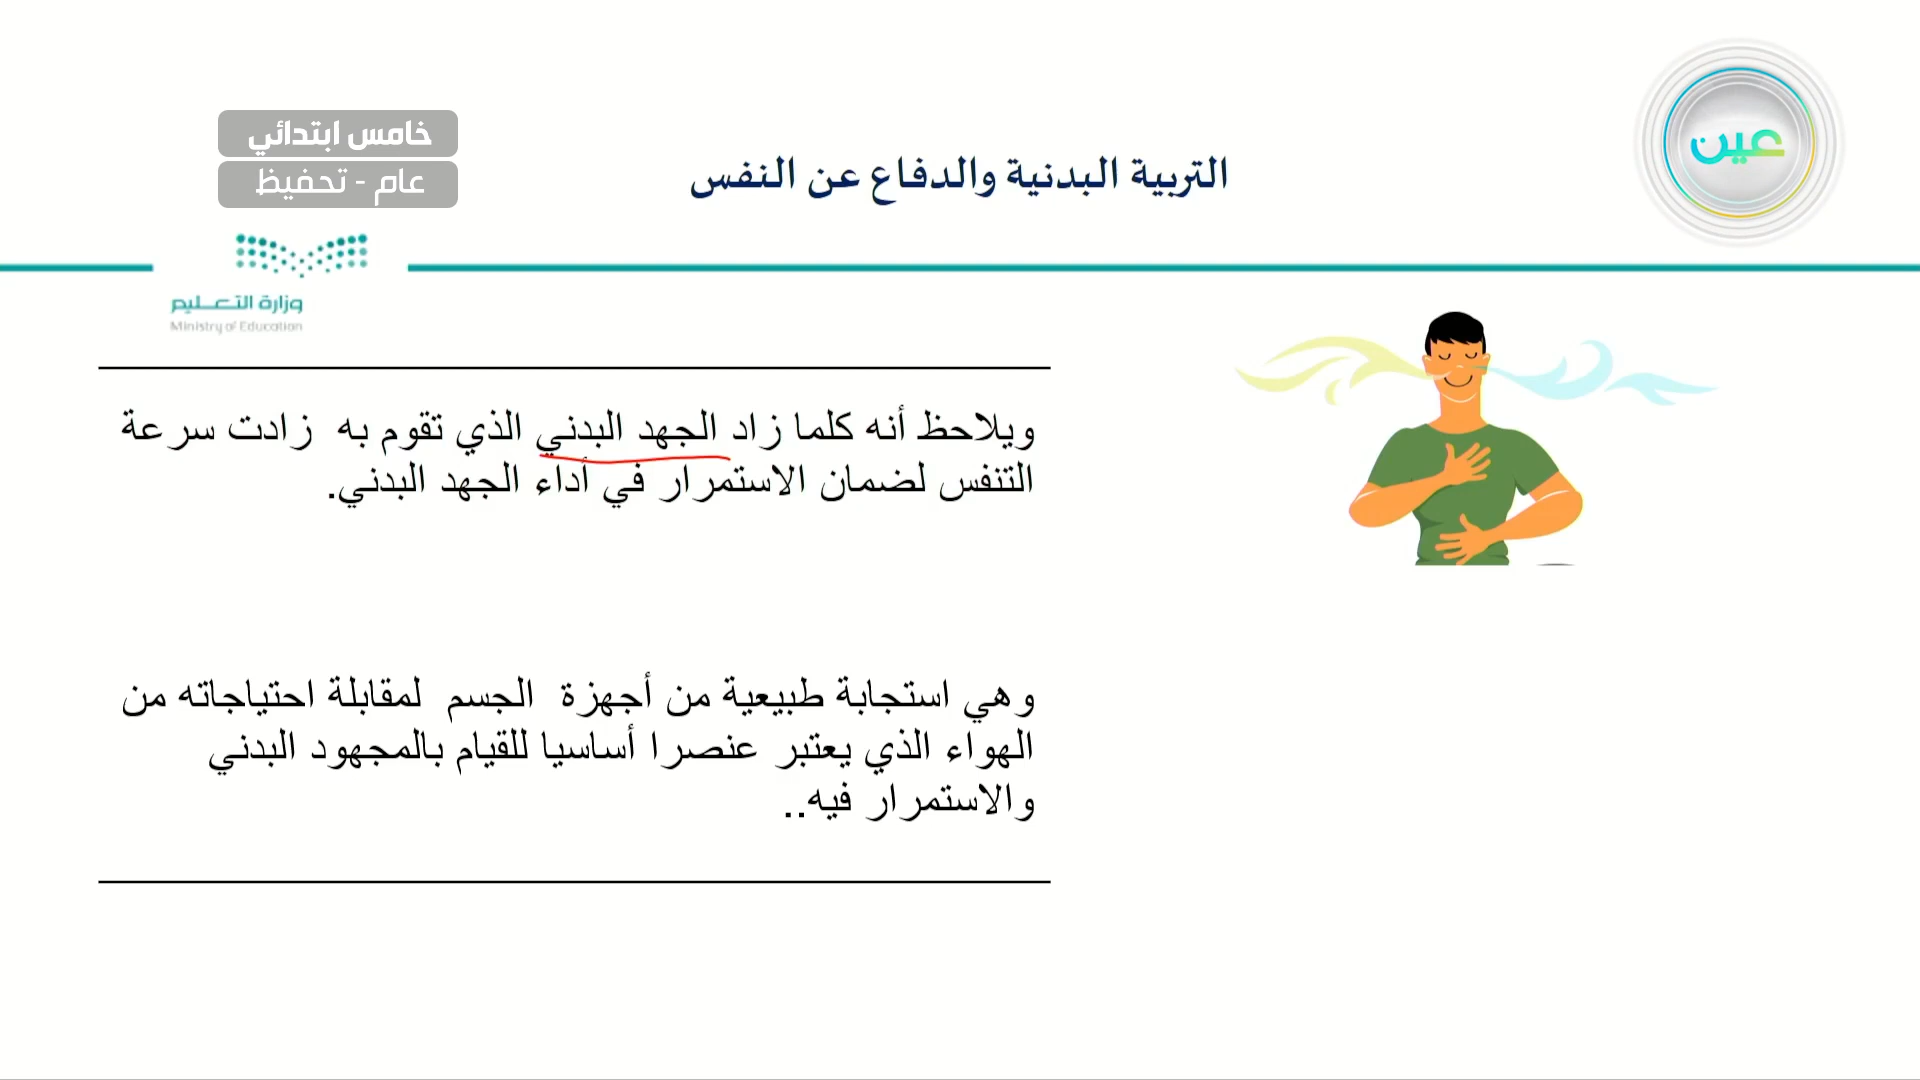 عين
خامس ابتدائي
عام - تحفيظ
التربية البدنية والدفاع عن النفس
وزارة التعليم
Ministry of Education
ويلاحظ أنه كلما زاد الجهد البدني الذي تقوم به زادت سرعة
التنفس لضمان الاستمرار في أداء الجهد البدني.
وهي استجابة طبيعية من أجهزة الجسم لمقابلة احتياجاته من
الهواء الذي يعتبر عنصرا أساسيا للقيام بالمجهود البدني
والاستمرار فيه..